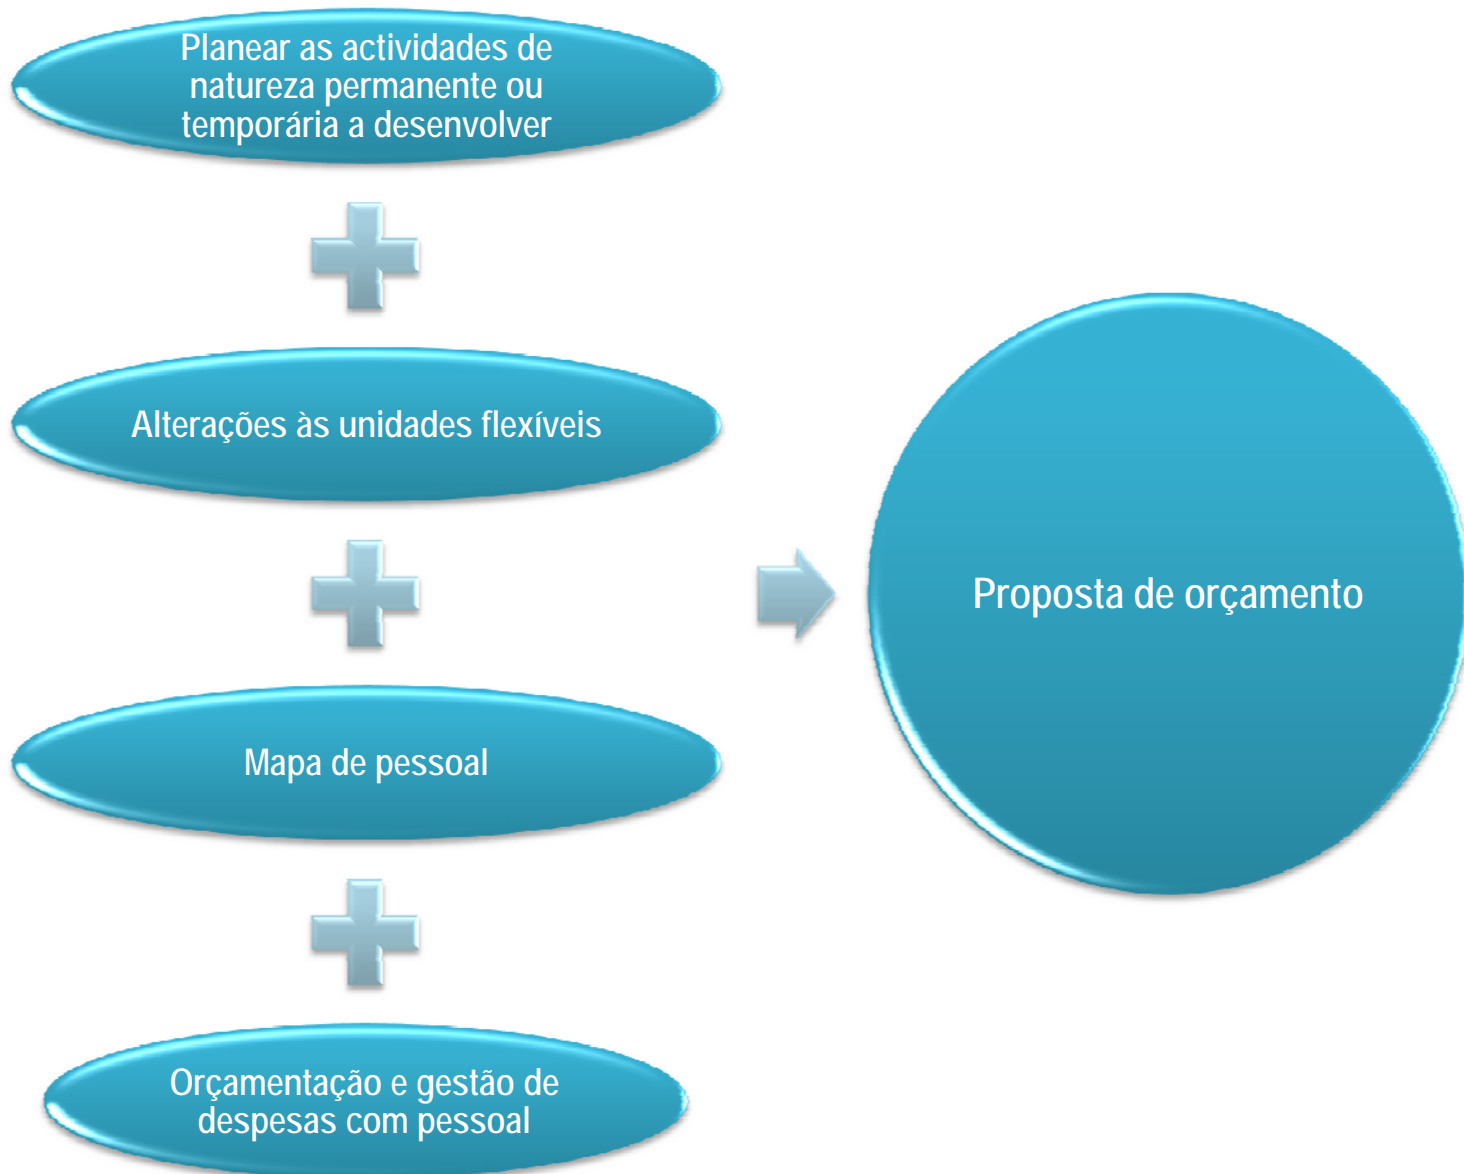 Planear as actividades de
natureza permanente ou
temporária a desenvolver
Alterações às unidades flexíveis
Mapa de pessoal
Orçamentação e gestão de
despesas com pessoal
Proposta de orçamento